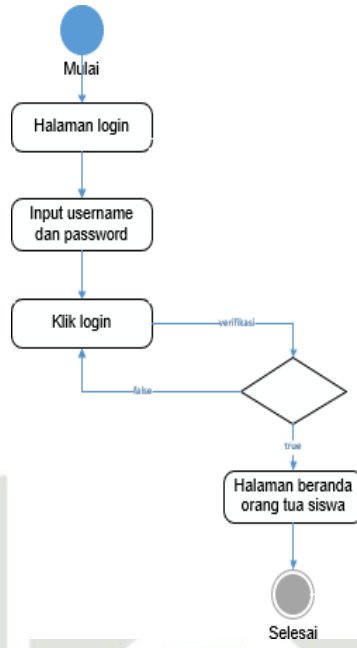 Mulai
Halaman login
Input username
dan password
Klik login
verifikasi
false
true
Halaman beranda
orang tua siswa
Selesai